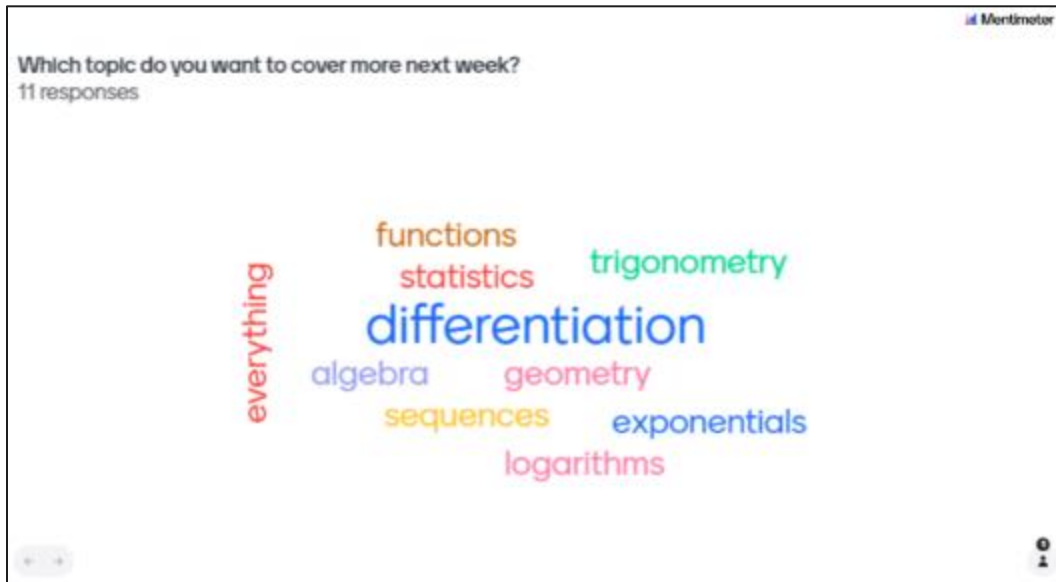 Mentimeter
Which topic do you want to cover more next week?
11 responses
functions
trigonometry
statistics
everything
differentiation
algebra
geometry
sequences
exponentials
logarithms